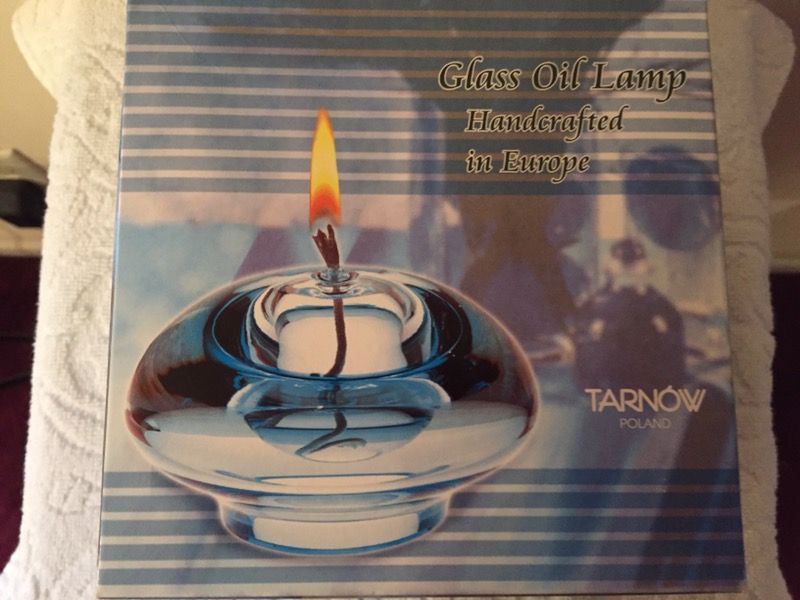 Glass Oil Lamp
Handcrafted
in Europe
TARNÓW
POLAND